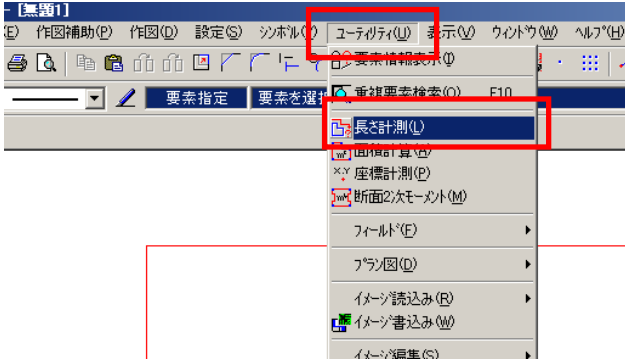 - [無題1]
(E) 作図補助(P) 作図(D) 設定(S) シンボル(Y) ユーティリティ(U) 表示(V) ウィンドウ(W) ヘルプ(H)
要素情報表示(I)
要素指定 要素を選択 重複要素検索(O) F10
長さ計測(L)
面積計算(A)
座標計測(P)
断面2次モーメント(M)
フィールド(F)
プラン図(D)
イメージ読込み(R)
イメージ書込み(W)
イメージ編集(S)